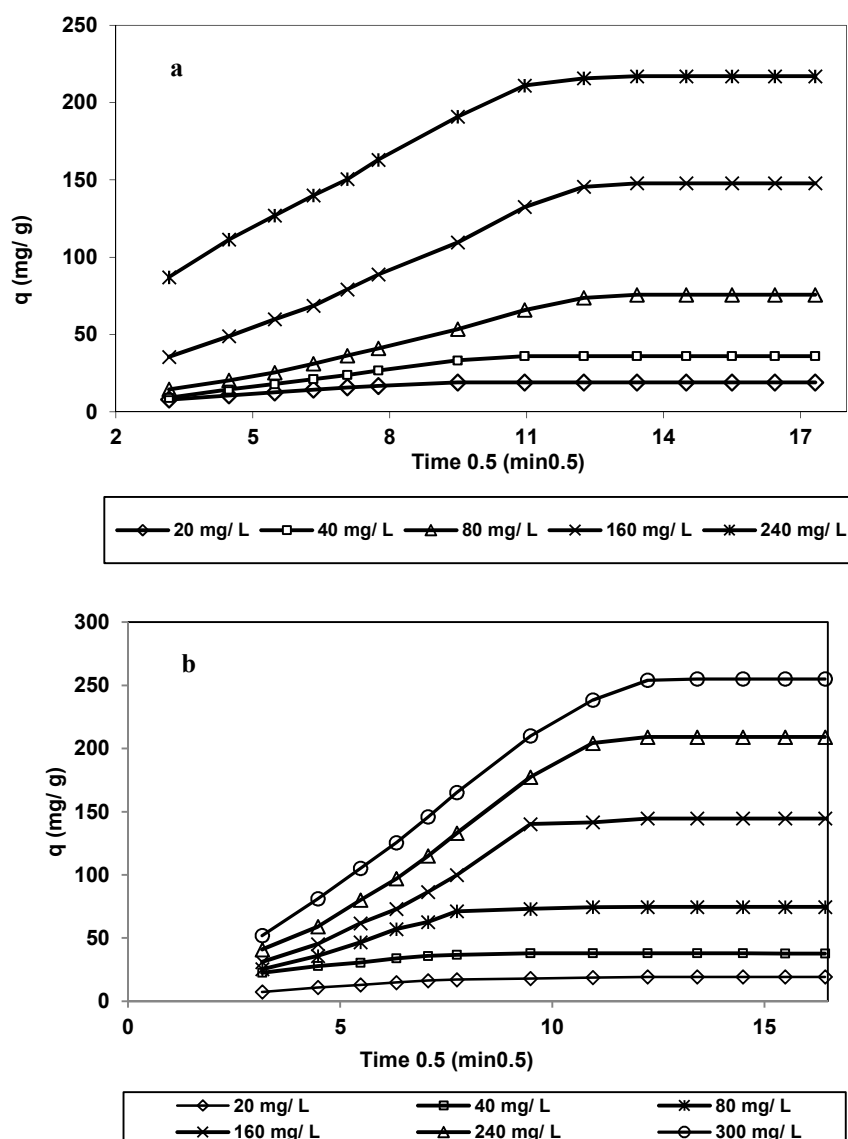 250
a
200
150
q (mg/ g)
100
50
0
2 5 8 11 14 17
Time 0.5 (min0.5)
20 mg/ L 40 mg/ L 80 mg/ L 160 mg/ L 240 mg/ L
300
b
250
200
q (mg/ g)
150
100
50
0
0 5 10 15
Time 0.5 (min0.5)
20 mg/ L 40 mg/ L 80 mg/ L
160 mg/ L 240 mg/ L 300 mg/ L